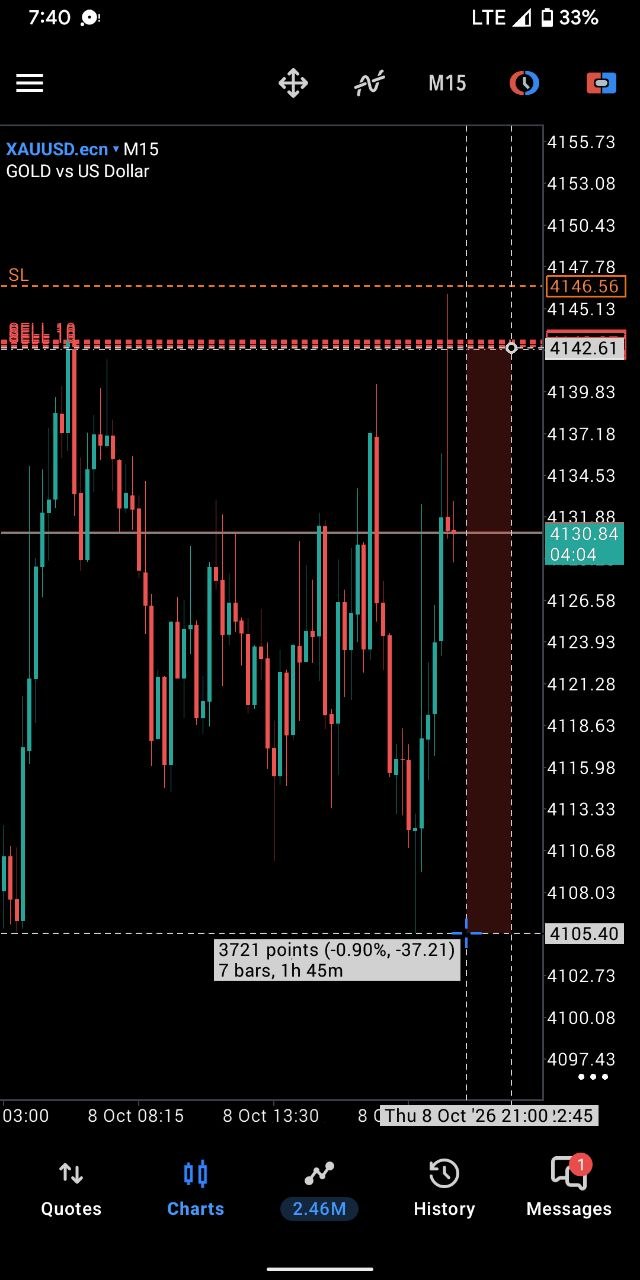 7:40
LTE 33%
M15
XAUUSD.ecn M15
GOLD vs US Dollar
4155.73
4153.08
4150.43
4147.78
SL
4146.56
4145.13
SELL 10
4142.61
4139.83
4137.18
4134.53
4131.88
4130.84
04:04
4126.58
4123.93
4121.28
4118.63
4115.98
4113.33
4110.68
4108.03
4105.40
3721 points (-0.90%, -37.21)
7 bars, 1h 45m
4102.73
4100.08
4097.43
03:00 8 Oct 08:15 8 Oct 13:30 Thu 8 Oct '26 21:00 2:45
1
Quotes Charts 2.46M History Messages